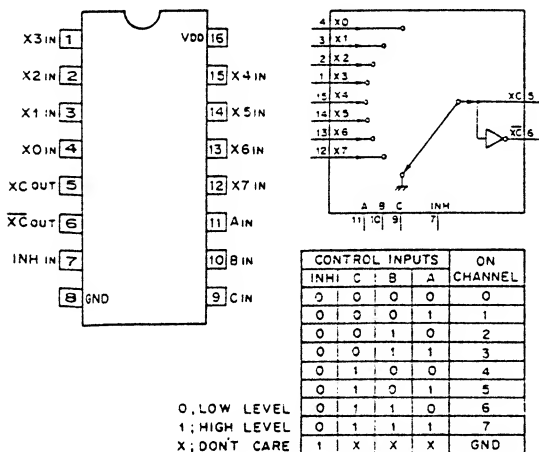 X3 IN 1
VDD 16
X2 IN 2
15 X4 IN
X1 IN 3
14 X5 IN
X0 IN 4
13 X6 IN
XC OUT 5
12 X7 IN
X̅C̅ OUT 6
11 A IN
INH IN 7
10 B IN
8 GND
9 C IN
4 X0
3 X1
2 X2
1 X3
15 X4
14 X5
13 X6
12 X7
XC 5
X̅C̅ 6
A B C INH
11 10 9 7
CONTROL INPUTS ON CHANNEL
INH C B A
0 0 0 0 0
0 0 0 1 1
0 0 1 0 2
0 0 1 1 3
0 1 0 0 4
0 1 0 1 5
0 1 1 0 6
0 1 1 1 7
1 X X X GND
0; LOW LEVEL
1; HIGH LEVEL
X; DON'T CARE